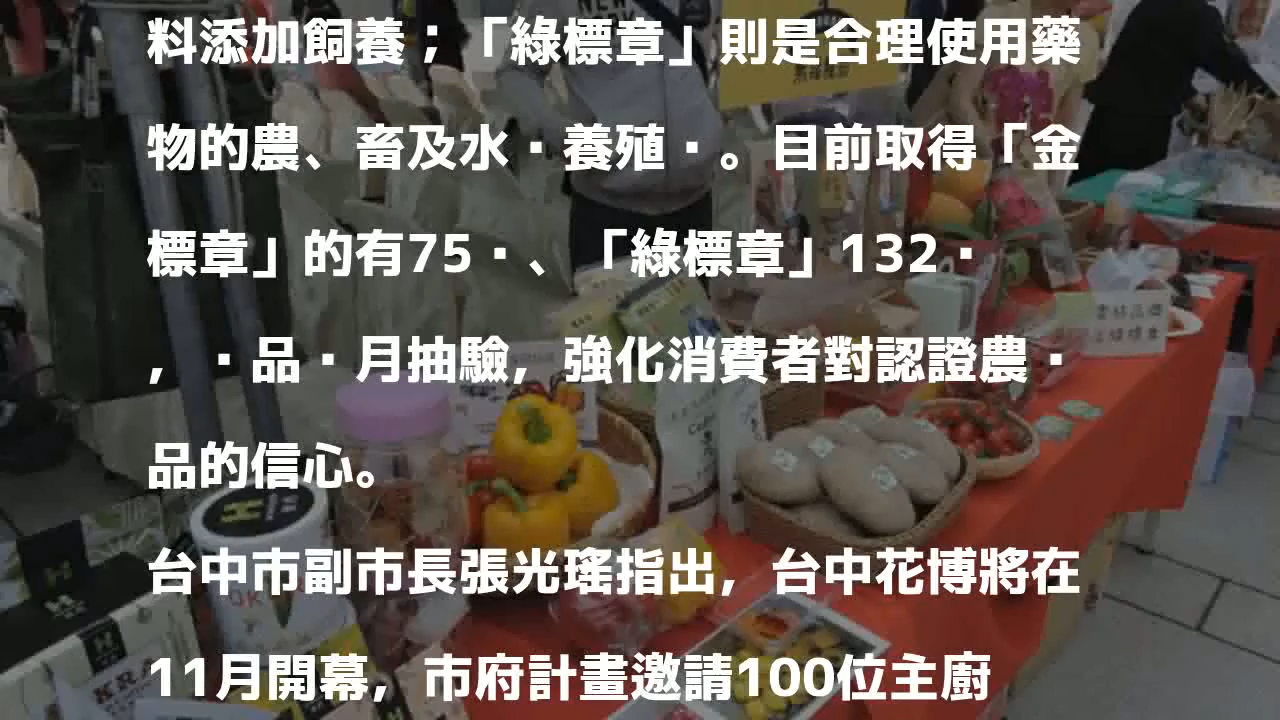 料添加飼養；「綠標章」則是合理使用藥
物的農、畜及水·養殖·。目前取得「金
標章」的有75·、「綠標章」132·
，·品·月抽驗，強化消費者對認證農·
品的信心。
台中市副市長張光瑤指出，台中花博將在
11月開幕，市府計畫邀請100位主廚
NEW
H
OK
KRA